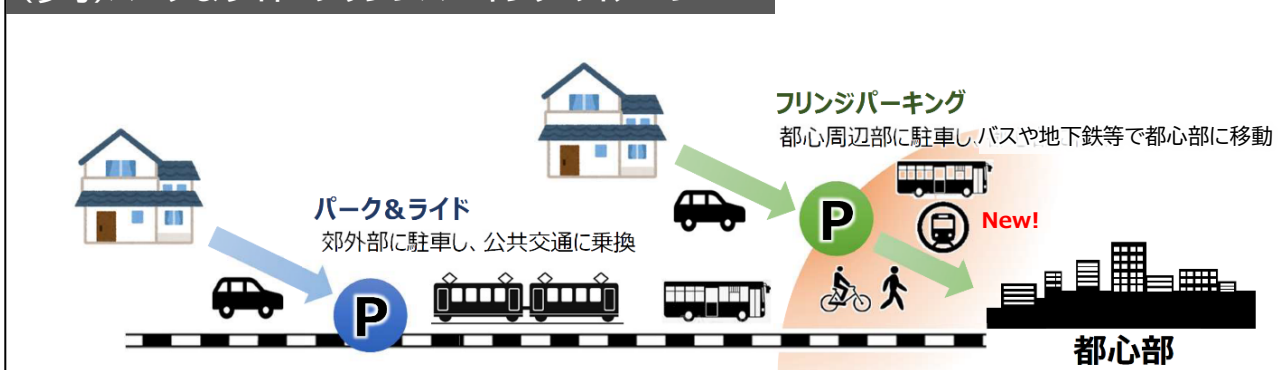 フリンジパーキング
都心周辺部に駐車し、バスや地下鉄等で都心部に移動
パーク&ライド
郊外部に駐車し、公共交通に乗換
P
New!
P
都心部